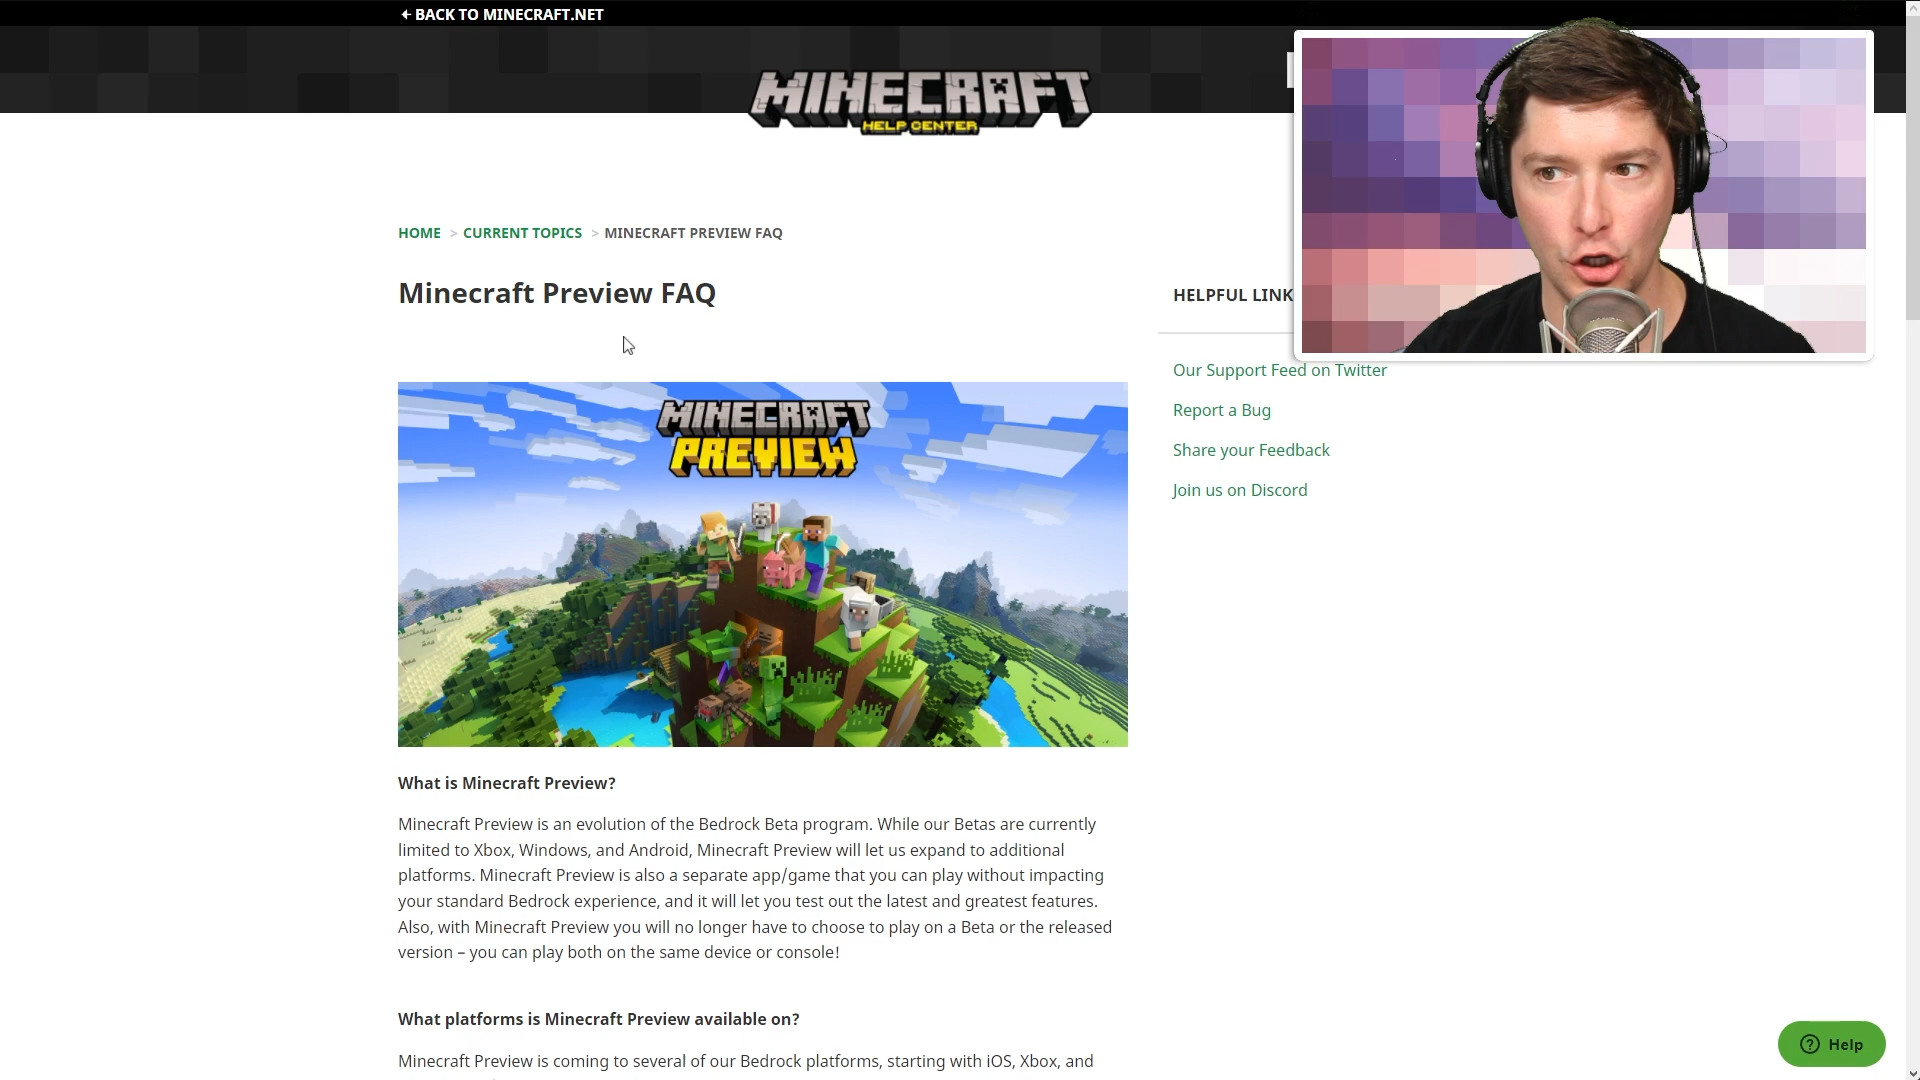 BACK TO MINECRAFT.NET
MINECRAFT
HELP CENTER
HOME > CURRENT TOPICS > MINECRAFT PREVIEW FAQ
Minecraft Preview FAQ
MINECRAFT
PREVIEW
What is Minecraft Preview?
Minecraft Preview is an evolution of the Bedrock Beta program. While our Betas are currently
limited to Xbox, Windows, and Android, Minecraft Preview will let us expand to additional
platforms. Minecraft Preview is also a separate app/game that you can play without impacting
your standard Bedrock experience, and it will let you test out the latest and greatest features.
Also, with Minecraft Preview you will no longer have to choose to play on a Beta or the released
version – you can play both on the same device or console!
What platforms is Minecraft Preview available on?
Minecraft Preview is coming to several of our Bedrock platforms, starting with iOS, Xbox, and
HELPFUL LINK
Our Support Feed on Twitter
Report a Bug
Share your Feedback
Join us on Discord
Help